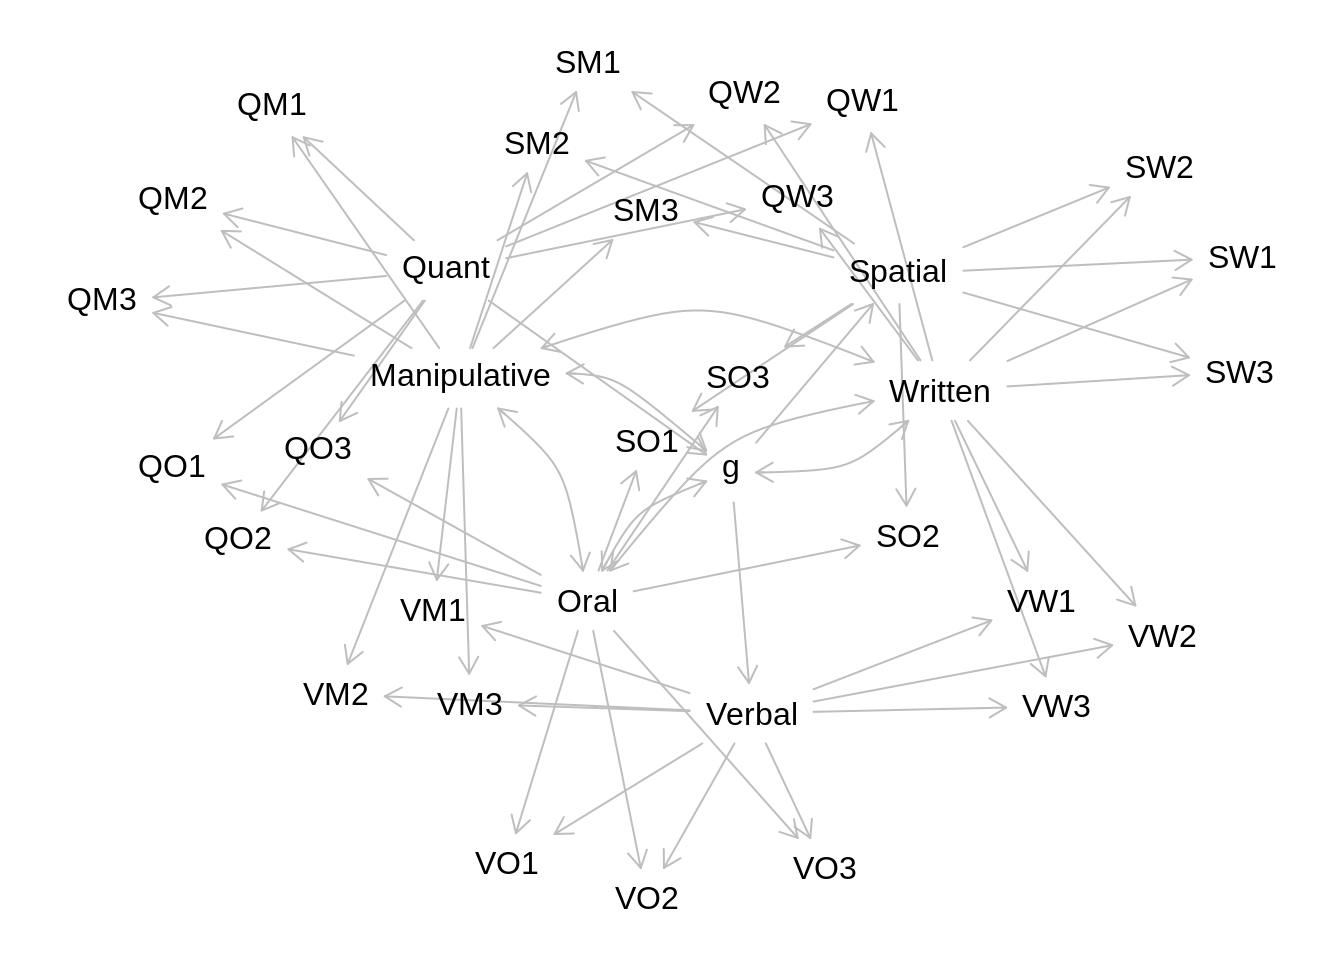 SM1
QW2
QW1
QM1
SM2
SW2
QM2
QW3
SM3
SW1
Quant
Spatial
QM3
SW3
Manipulative
SO3
Written
SO1
QO3
QO1
g
SO2
QO2
Oral
VW1
VM1
VW2
VM2
VM3
VW3
Verbal
VO1
VO3
VO2